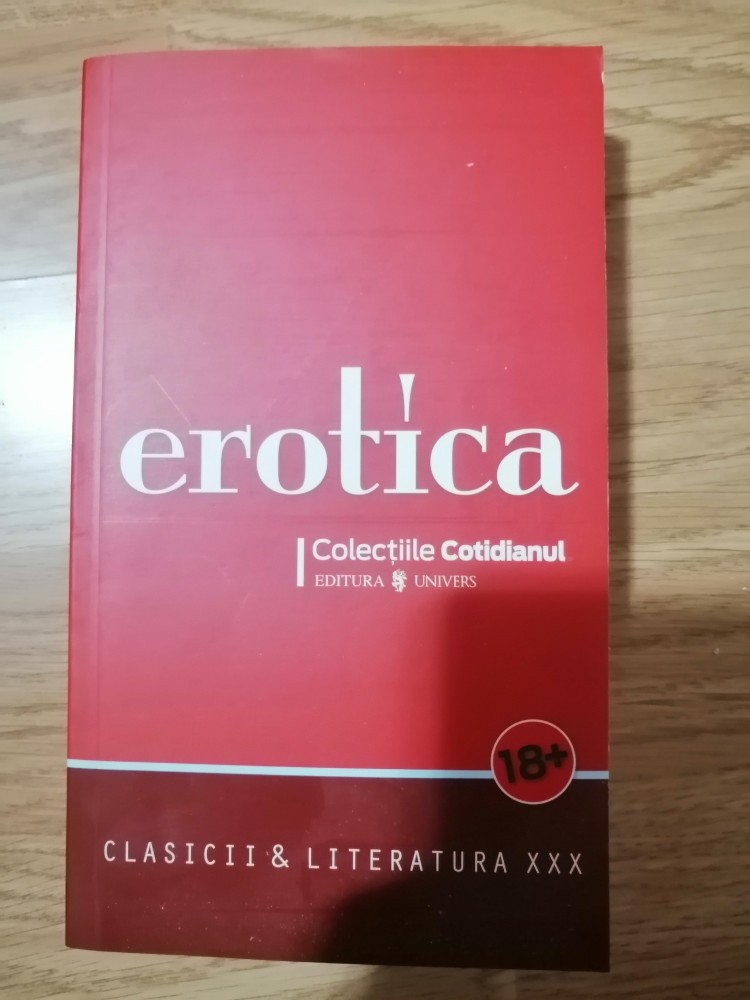 erotica
Colecțiile Cotidianul
EDITURA UNIVERS
18+
CLASICII & LITERATURA XXX